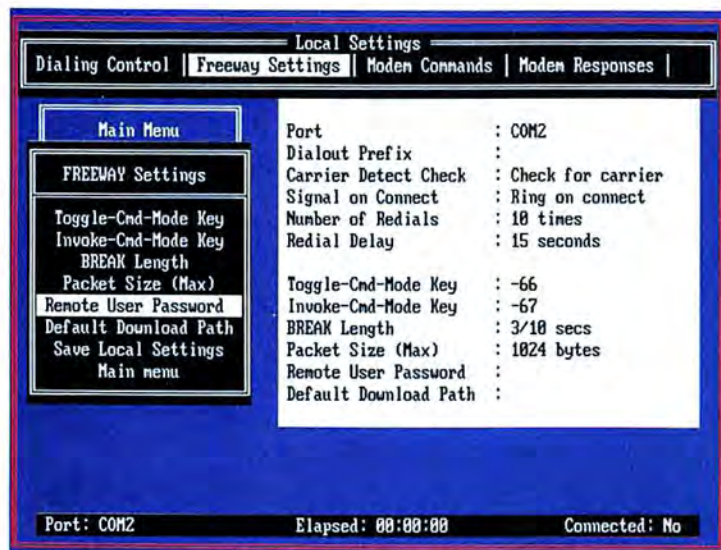 Local Settings
Dialing Control | Freeway Settings | Modem Commands | Modem Responses |
Main Menu
FREEWAY Settings
Toggle-Cmd-Mode Key
Invoke-Cmd-Mode Key
BREAK Length
Packet Size (Max)
Remote User Password
Default Download Path
Save Local Settings
Main menu
Port : COM2
Dialout Prefix :
Carrier Detect Check : Check for carrier
Signal on Connect : Ring on connect
Number of Redials : 10 times
Redial Delay : 15 seconds
Toggle-Cmd-Mode Key : -66
Invoke-Cmd-Mode Key : -67
BREAK Length : 3/10 secs
Packet Size (Max) : 1024 bytes
Remote User Password :
Default Download Path :
Port: COM2 Elapsed: 00:00:00 Connected: No